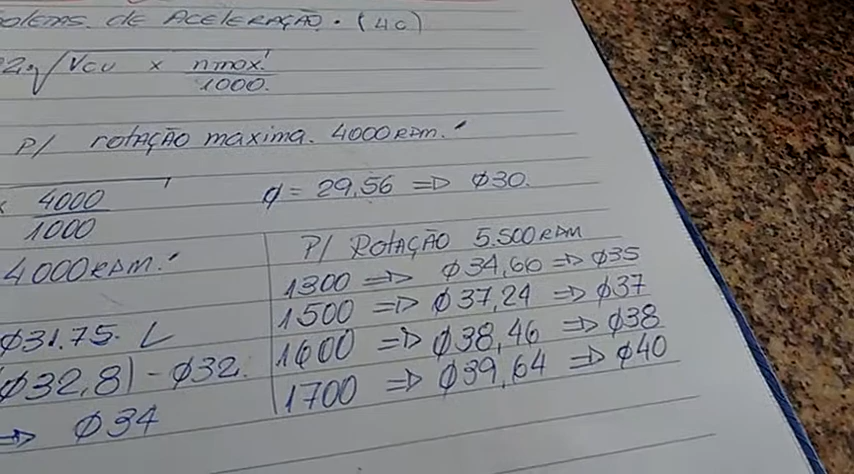 DE ACELERAÇÃO. (4C)
2.√ VCU x nmax.
1000.
P/ rotação maxima. 4000RPM.
x 4000
1000
φ = 29,56 => φ30.
4000RPM.
P/ ROTAÇÃO 5.500RPM
1300 => φ34,66 => φ35
1500 => φ37,24 => φ37
1600 => φ38,46 => φ38
1700 => φ39,64 => φ40
φ31.75.
φ32,8) - φ32.
=> φ34